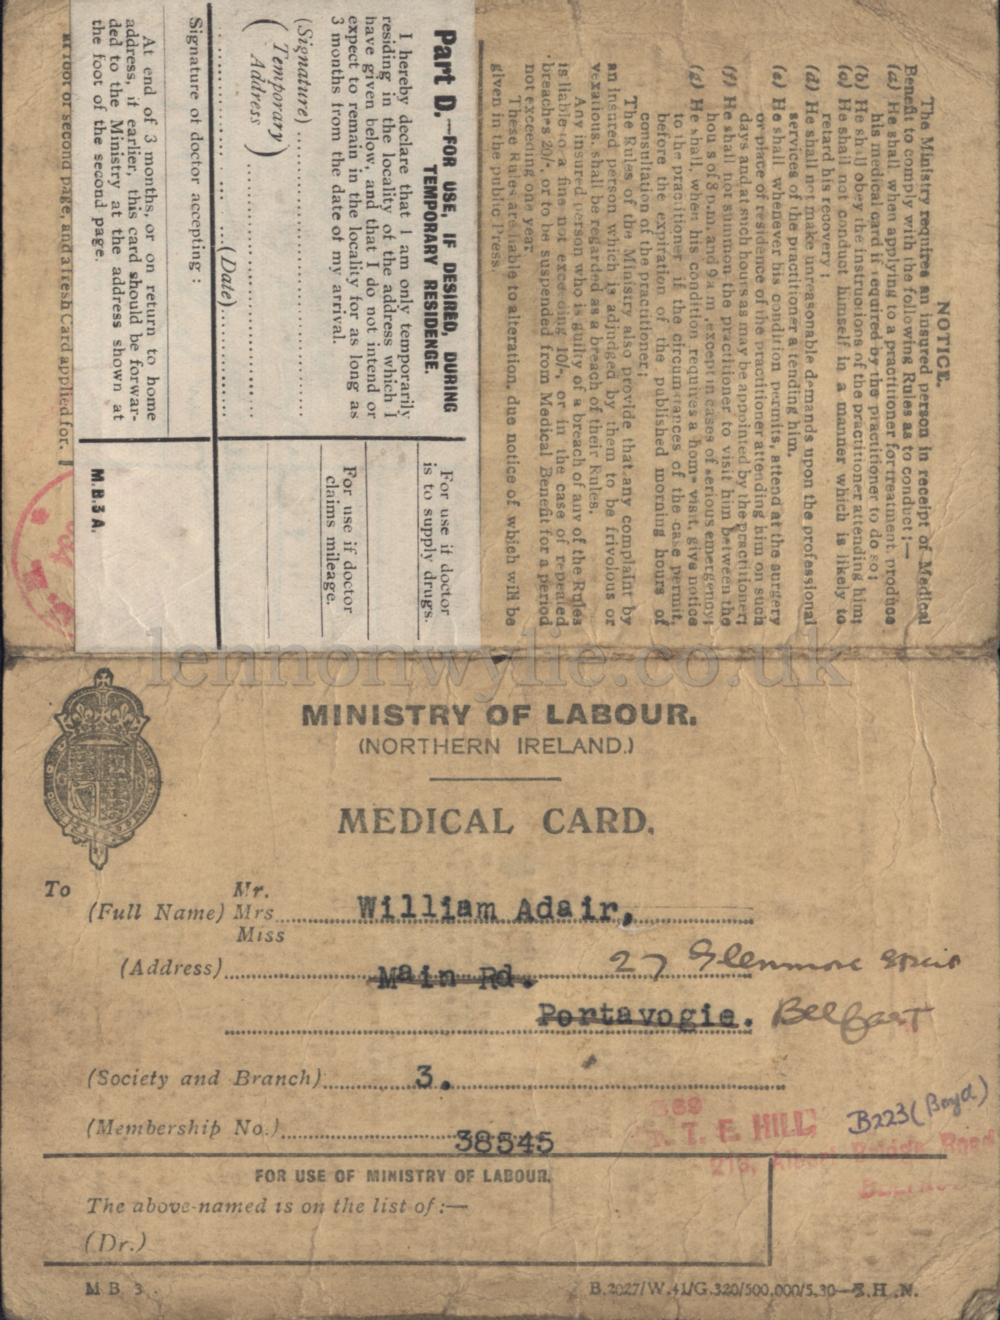 NOTICE.
The Ministry requires an insured person in receipt of Medical
Benefit to comply with the following Rules as to conduct:—
(a) He shall, when applying to a practitioner for treatment, produce
his medical card if required by the practitioner to do so;
(b) He shall obey the instructions of the practitioner attending him;
(c) He shall not conduct himself in a manner which is likely to
retard his recovery;
(d) He shall not make unreasonable demands upon the professional
services of the practitioner attending him.
(e) He shall, whenever his condition permits, attend at the surgery
or place of residence of the practitioner attending him on such
days and at such hours as may be appointed by the practitioner;
(f) He shall not summon the practitioner to visit him between the
hours of 8 p.m. and 9 a.m., except in cases of serious emergency;
(g) He shall, when his condition requires a home visit, give notice
to the practitioner, if the circumstances of the case permit,
before the expiration of the published morning hours of
consultation of the practitioner;
The Rules of the Ministry also provide that any complaint by
an insured person which is adjudged by them to be frivolous or
vexatious, shall be regarded as a breach of their Rules.
Any insured person who is guilty of a breach of any of the Rules
is liable to a fine not exceeding 10/-, or in the case of repeated
breaches 20/-, or to be suspended from Medical Benefit for a period
not exceeding one year.
These Rules are liable to alteration, due notice of which will be
given in the public Press.
Part D.—FOR USE, IF DESIRED, DURING
TEMPORARY RESIDENCE.
I hereby declare that I am only temporarily
residing in the locality of the address which I
have given below, and that I do not intend or
expect to remain in the locality for as long as
3 months from the date of my arrival.
(Signature)
(Temporary
Address)
(Date)
Signature of doctor accepting:
At end of 3 months, or on return to home
address, if earlier, this card should be forwar-
ded to the Ministry at the address shown at
the foot of the second page.
For use if doctor
is to supply drugs.
For use if doctor
claims mileage.
M.B.3A.
at foot of second page, and a fresh Card applied for.
lennonwylie.co.uk
MINISTRY OF LABOUR.
(NORTHERN IRELAND.)
MEDICAL CARD.
To
Mr.
(Full Name) Mrs William Adair,
Miss
(Address) Main Rd. 27 Glenmore
Portavogie. Belfast
(Society and Branch) 3.
(Membership No.) 38545
369
T. E. HILL B223 (Boyd)
216, Albert Bridge Road
FOR USE OF MINISTRY OF LABOUR.
The above-named is on the list of:—
(Dr.)
M.B. 3. B.2027/W.41/G.320/500,000/5.30—E.H.N.